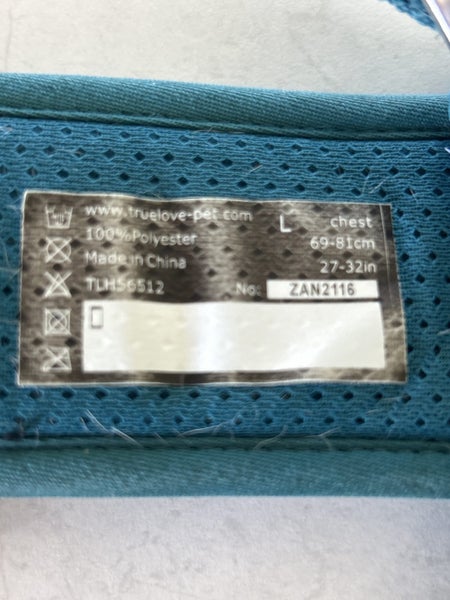 www.truelove-pet.com L chest
100%Polyester 69-81cm
Made in China 27-32in
TLH56512 No: ZAN2116